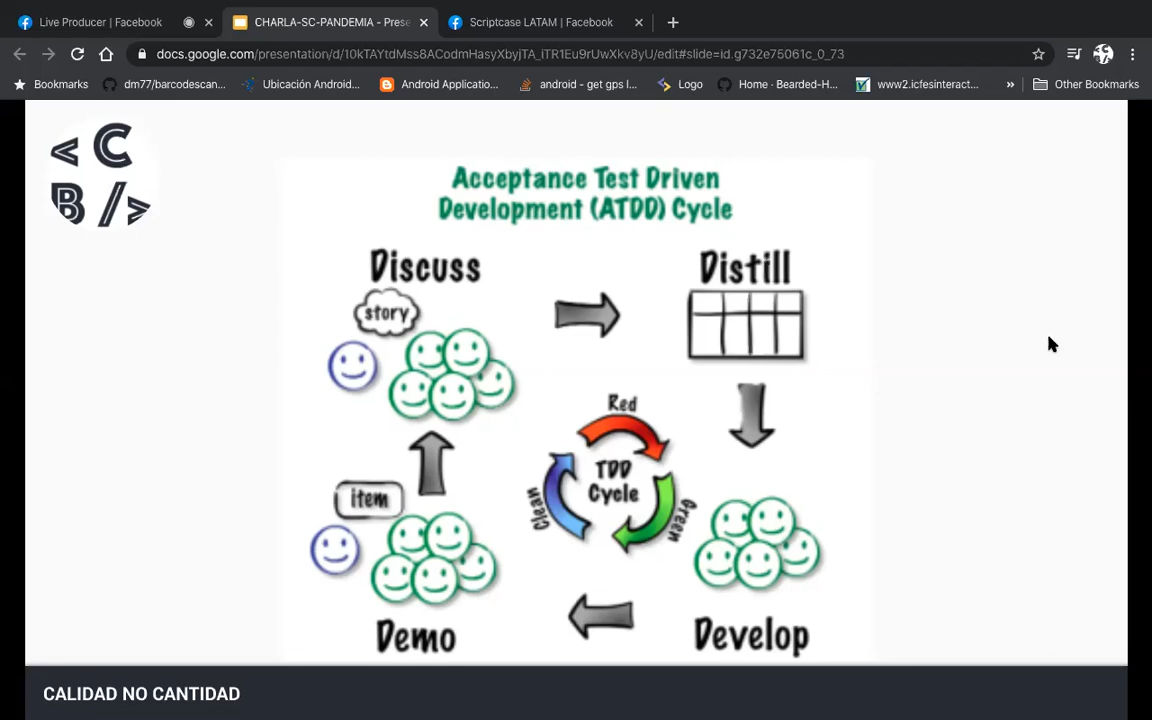 Live Producer | Facebook
CHARLA-SC-PANDEMIA - Prese
Scriptcase LATAM | Facebook
docs.google.com/presentation/d/10kTAYtdMss8ACodmHasyXbyjTA_iTR1Eu9rUwXkv8yU/edit#slide=id.g732e75061c_0_73
Bookmarks
dm77/barcodescan...
Ubicación Android...
Android Applicatio...
android - get gps l...
Logo
Home · Bearded-H...
www2.icfesinteract...
»
Other Bookmarks
< C
B />
Acceptance Test Driven
Development (ATDD) Cycle
Discuss
Distill
story
Red
TDD
Cycle
Clean
Green
item
Demo
Develop
CALIDAD NO CANTIDAD